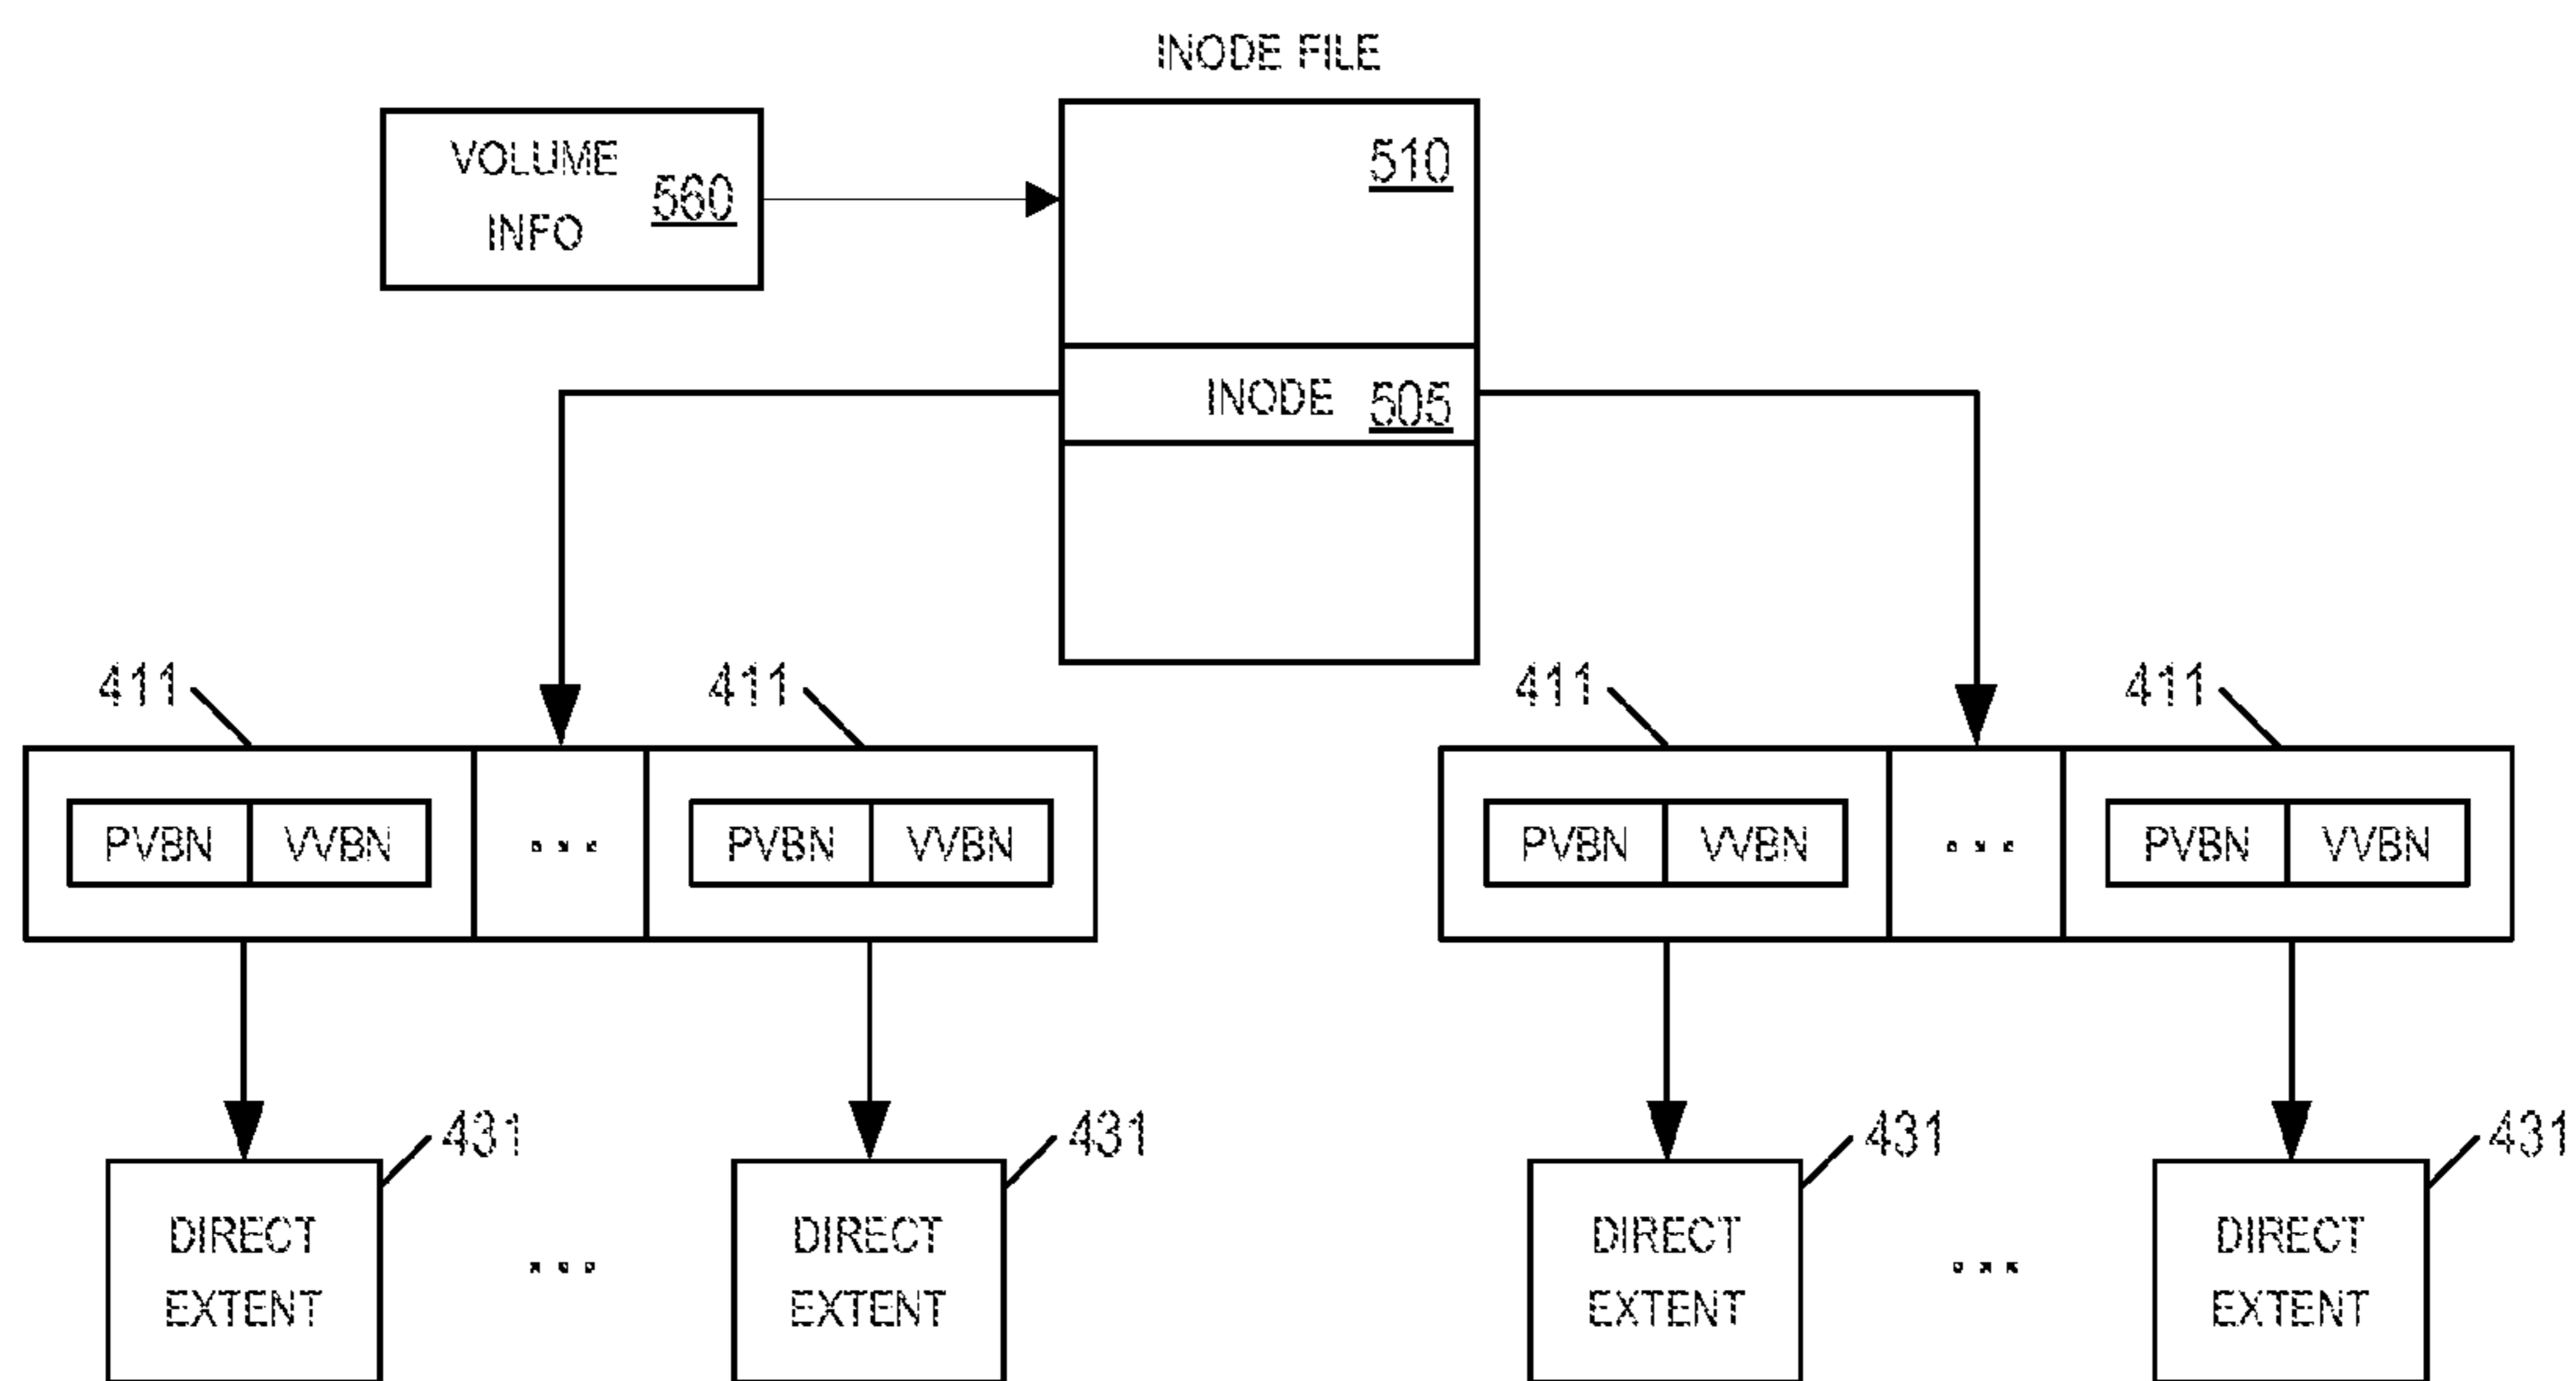 INODE FILE
VOLUME
INFO
560
510
INODE 505
411
411
411
411
PVBN VVBN ... PVBN VVBN
PVBN VVBN ... PVBN VVBN
431
431
431
431
DIRECT
EXTENT
...
DIRECT
EXTENT
DIRECT
EXTENT
...
DIRECT
EXTENT